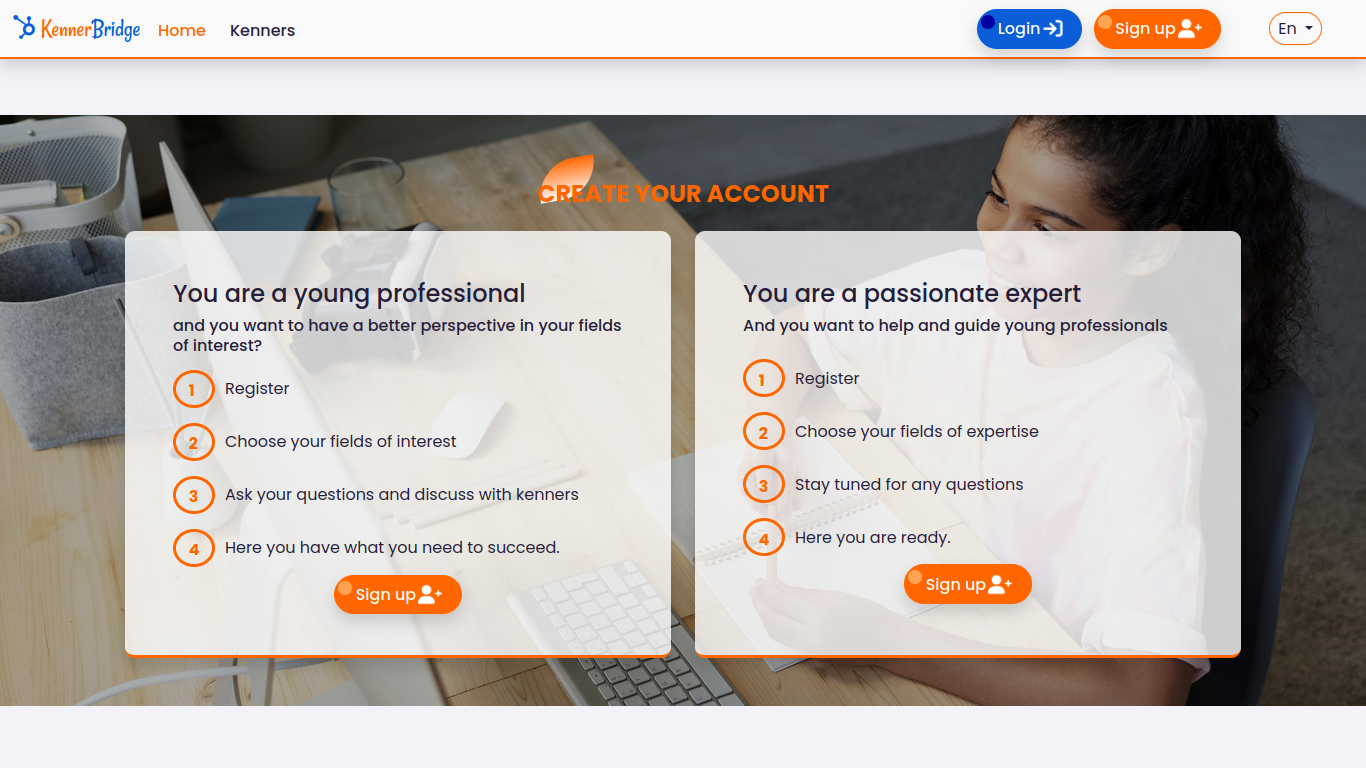 KennerBridge Home Kenners Login Sign up En
CREATE YOUR ACCOUNT
You are a young professional
and you want to have a better perspective in your fields
of interest?
1 Register
2 Choose your fields of interest
3 Ask your questions and discuss with kenners
4 Here you have what you need to succeed.
Sign up
You are a passionate expert
And you want to help and guide young professionals
1 Register
2 Choose your fields of expertise
3 Stay tuned for any questions
4 Here you are ready.
Sign up